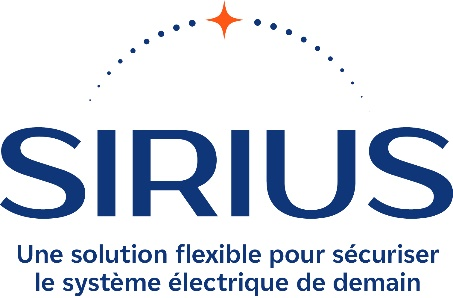 SIRIUS
Une solution flexible pour sécuriser
le système électrique de demain